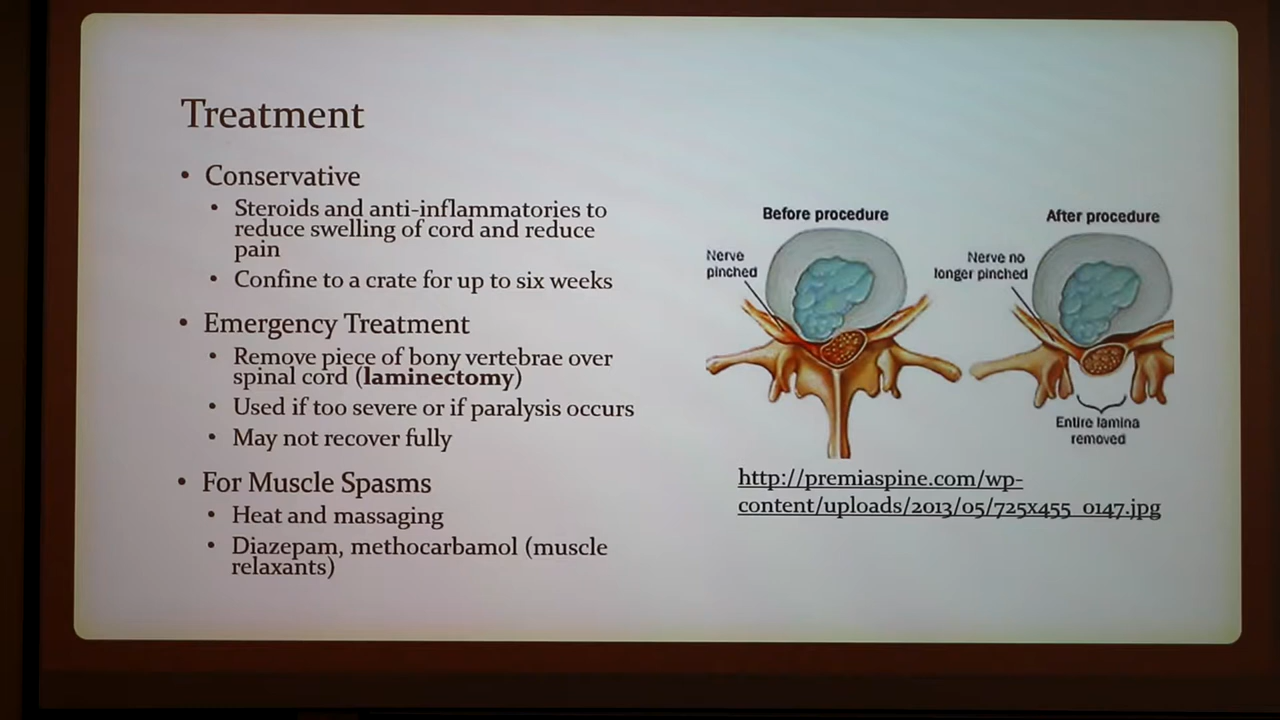 Treatment
• Conservative
• Steroids and anti-inflammatories to
reduce swelling of cord and reduce
pain
• Confine to a crate for up to six weeks
• Emergency Treatment
• Remove piece of bony vertebrae over
spinal cord (laminectomy)
• Used if too severe or if paralysis occurs
• May not recover fully
• For Muscle Spasms
• Heat and massaging
• Diazepam, methocarbamol (muscle
relaxants)
Before procedure
Nerve
pinched
After procedure
Nerve no
longer pinched
Entire lamina
removed
http://premiaspine.com/wp-
content/uploads/2013/05/725x455_0147.jpg